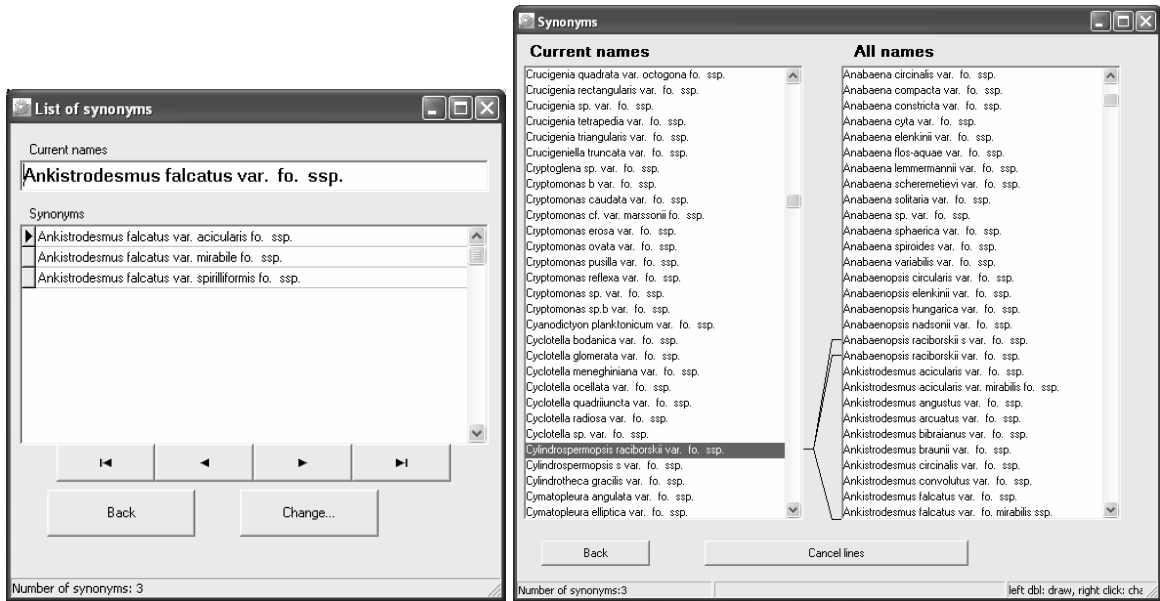 List of synonyms
Current names
Ankistrodesmus falcatus var. fo. ssp.
Synonyms
Ankistrodesmus falcatus var. acicularis fo. ssp.
Ankistrodesmus falcatus var. mirabile fo. ssp.
Ankistrodesmus falcatus var. spirilliformis fo. ssp.
Back
Change...
Number of synonyms: 3
Synonyms
Current names
Crucigenia quadrata var. octogona fo. ssp.
Crucigenia rectangularis var. fo. ssp.
Crucigenia sp. var. fo. ssp.
Crucigenia tetrapedia var. fo. ssp.
Crucigenia triangularis var. fo. ssp.
Crucigeniella truncata var. fo. ssp.
Cryptoglena sp. var. fo. ssp.
Cryptomonas b var. fo. ssp.
Cryptomonas caudata var. fo. ssp.
Cryptomonas cf. var. marssonii fo. ssp.
Cryptomonas erosa var. fo. ssp.
Cryptomonas ovata var. fo. ssp.
Cryptomonas pusilla var. fo. ssp.
Cryptomonas reflexa var. fo. ssp.
Cryptomonas sp. var. fo. ssp.
Cryptomonas sp.b var. fo. ssp.
Cyanodictyon planktonicum var. fo. ssp.
Cyclotella bodanica var. fo. ssp.
Cyclotella glomerata var. fo. ssp.
Cyclotella meneghiniana var. fo. ssp.
Cyclotella ocellata var. fo. ssp.
Cyclotella quadriiuncta var. fo. ssp.
Cyclotella radiosa var. fo. ssp.
Cyclotella sp. var. fo. ssp.
Cylindrospermopsis raciborskii var. fo. ssp.
Cylindrospermopsis s var. fo. ssp.
Cylindrotheca gracilis var. fo. ssp.
Cymatopleura angulata var. fo. ssp.
Cymatopleura elliptica var. fo. ssp.
All names
Anabaena circinalis var. fo. ssp.
Anabaena compacta var. fo. ssp.
Anabaena constricta var. fo. ssp.
Anabaena cyta var. fo. ssp.
Anabaena elenkinii var. fo. ssp.
Anabaena flos-aquae var. fo. ssp.
Anabaena lemmermannii var. fo. ssp.
Anabaena scheremetievi var. fo. ssp.
Anabaena solitaria var. fo. ssp.
Anabaena sp. var. fo. ssp.
Anabaena sphaerica var. fo. ssp.
Anabaena spiroides var. fo. ssp.
Anabaena variabilis var. fo. ssp.
Anabaenopsis circularis var. fo. ssp.
Anabaenopsis elenkinii var. fo. ssp.
Anabaenopsis hungarica var. fo. ssp.
Anabaenopsis nadsonii var. fo. ssp.
Anabaenopsis raciborskii s var. fo. ssp.
Anabaenopsis raciborskii var. fo. ssp.
Ankistrodesmus acicularis var. fo. ssp.
Ankistrodesmus acicularis var. mirabilis fo. ssp.
Ankistrodesmus angustus var. fo. ssp.
Ankistrodesmus arcuatus var. fo. ssp.
Ankistrodesmus bibraianus var. fo. ssp.
Ankistrodesmus braunii var. fo. ssp.
Ankistrodesmus circinalis var. fo. ssp.
Ankistrodesmus convolutus var. fo. ssp.
Ankistrodesmus falcatus var. fo. ssp.
Ankistrodesmus falcatus var. fo. mirabilis ssp.
Back
Cancel lines
Number of synonyms:3
left dbl: draw, right click: cha